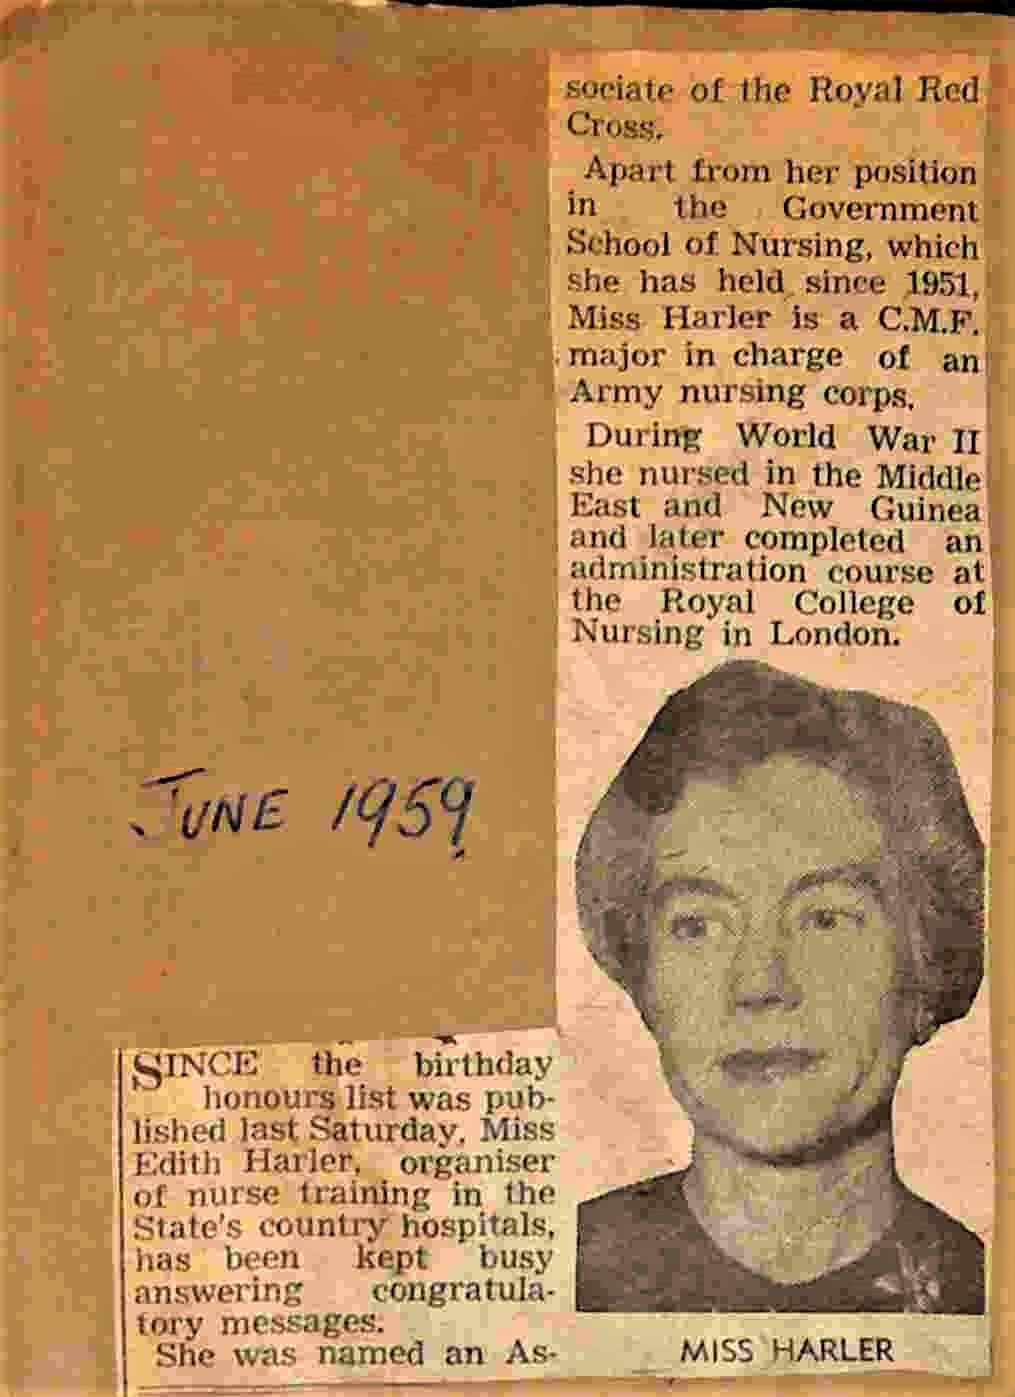 JUNE 1959
SINCE the birthday
honours list was pub-
lished last Saturday, Miss
Edith Harler, organiser
of nurse training in the
State's country hospitals,
has been kept busy
answering congratula-
tory messages.
She was named an As-
sociate of the Royal Red
Cross.
Apart from her position
in the Government
School of Nursing, which
she has held since 1951,
Miss Harler is a C.M.F.
major in charge of an
Army nursing corps.
During World War II
she nursed in the Middle
East and New Guinea
and later completed an
administration course at
the Royal College of
Nursing in London.
MISS HARLER